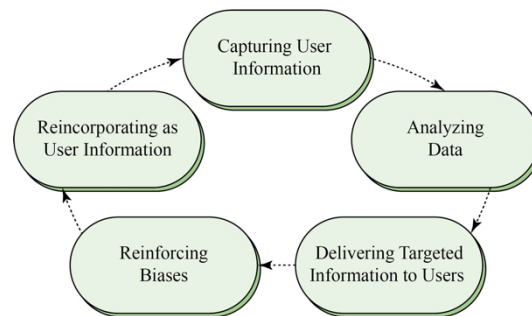 Capturing User
Information
Analyzing
Data
Delivering Targeted
Information to Users
Reinforcing
Biases
Reincorporating as
User Information